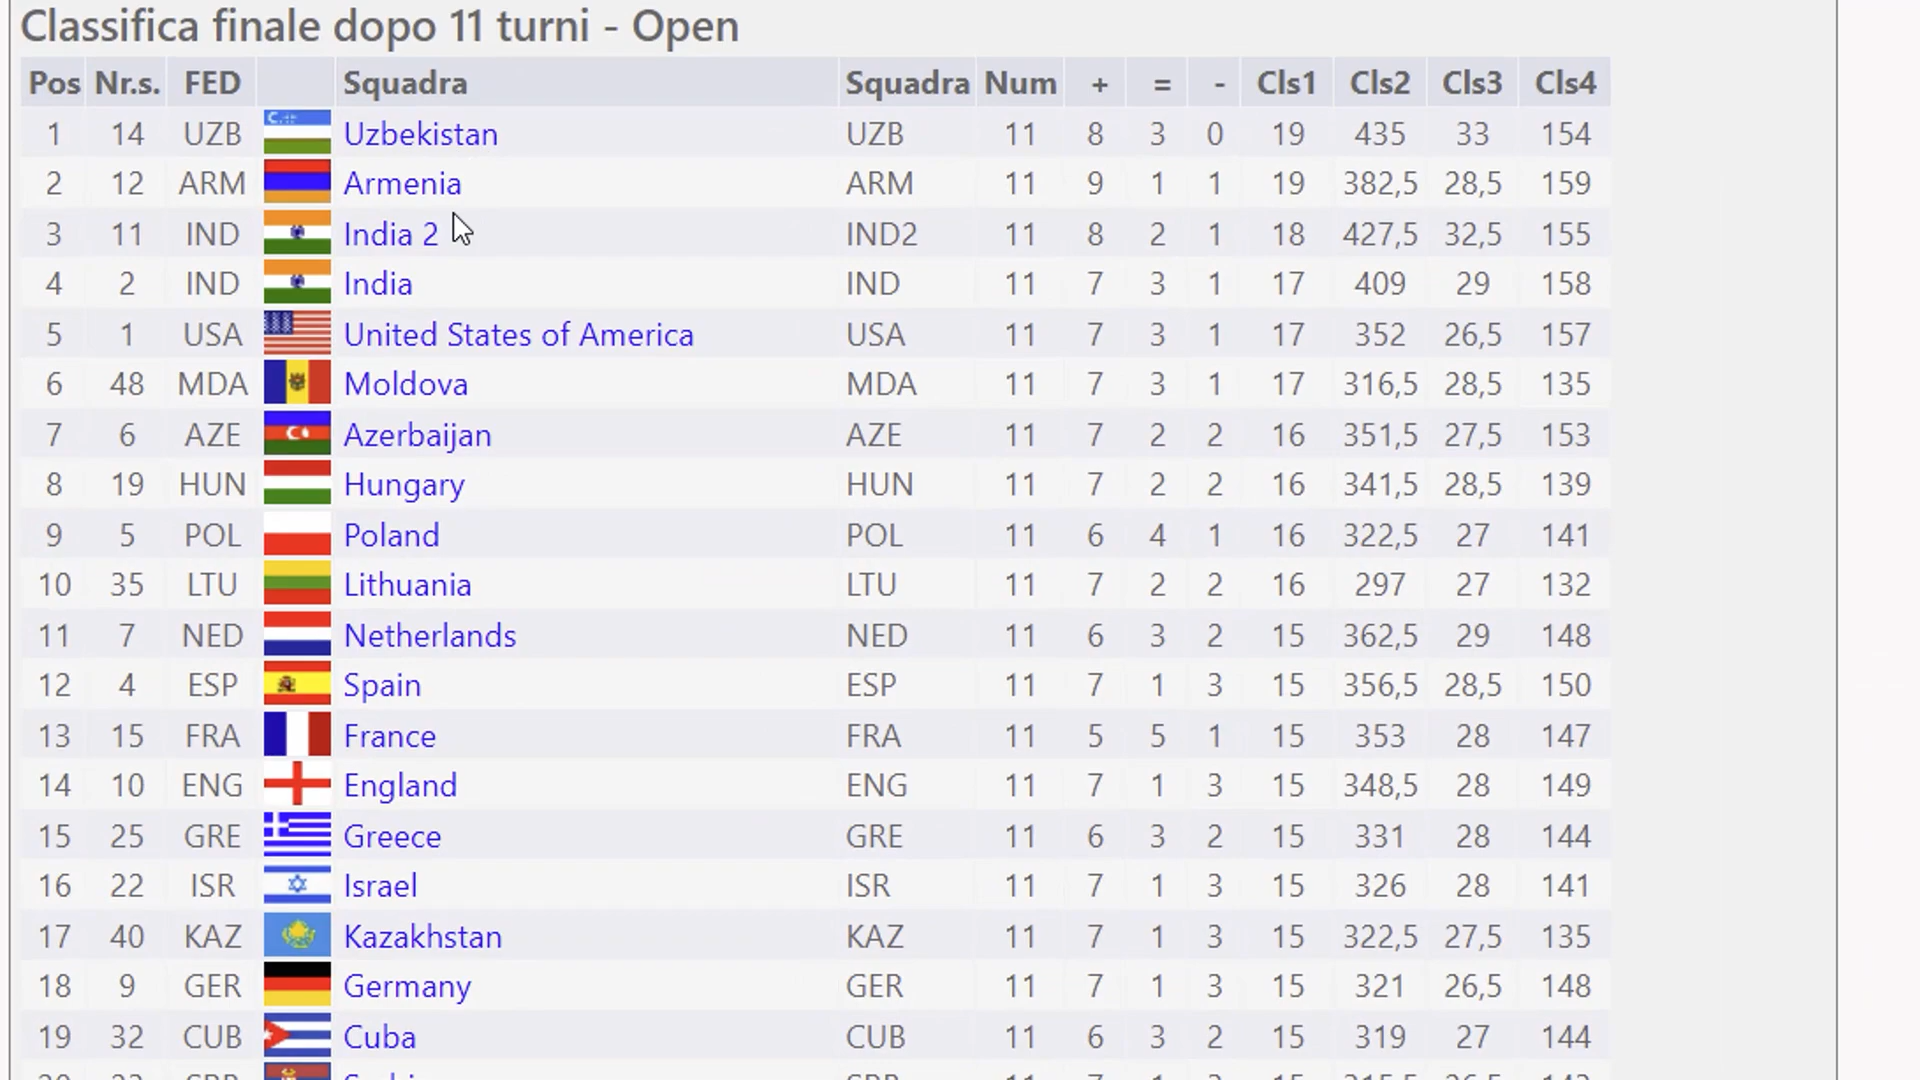 Classifica finale dopo 11 turni - Open
Pos Nr.s. FED Squadra Squadra Num + = - Cls1 Cls2 Cls3 Cls4
1 14 UZB Uzbekistan UZB 11 8 3 0 19 435 33 154
2 12 ARM Armenia ARM 11 9 1 1 19 382,5 28,5 159
3 11 IND India 2 IND2 11 8 2 1 18 427,5 32,5 155
4 2 IND India IND 11 7 3 1 17 409 29 158
5 1 USA United States of America USA 11 7 3 1 17 352 26,5 157
6 48 MDA Moldova MDA 11 7 3 1 17 316,5 28,5 135
7 6 AZE Azerbaijan AZE 11 7 2 2 16 351,5 27,5 153
8 19 HUN Hungary HUN 11 7 2 2 16 341,5 28,5 139
9 5 POL Poland POL 11 6 4 1 16 322,5 27 141
10 35 LTU Lithuania LTU 11 7 2 2 16 297 27 132
11 7 NED Netherlands NED 11 6 3 2 15 362,5 29 148
12 4 ESP Spain ESP 11 7 1 3 15 356,5 28,5 150
13 15 FRA France FRA 11 5 5 1 15 353 28 147
14 10 ENG England ENG 11 7 1 3 15 348,5 28 149
15 25 GRE Greece GRE 11 6 3 2 15 331 28 144
16 22 ISR Israel ISR 11 7 1 3 15 326 28 141
17 40 KAZ Kazakhstan KAZ 11 7 1 3 15 322,5 27,5 135
18 9 GER Germany GER 11 7 1 3 15 321 26,5 148
19 32 CUB Cuba CUB 11 6 3 2 15 319 27 144